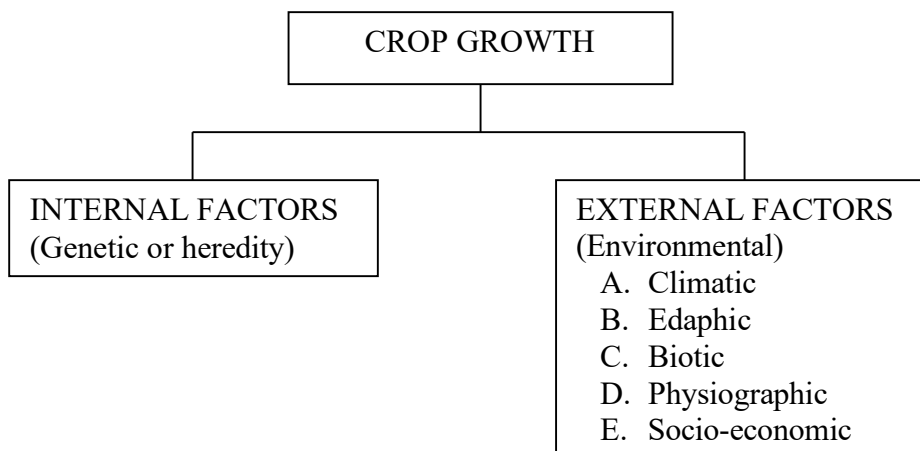 CROP GROWTH
INTERNAL FACTORS
(Genetic or heredity)
EXTERNAL FACTORS
(Environmental)
A. Climatic
B. Edaphic
C. Biotic
D. Physiographic
E. Socio-economic